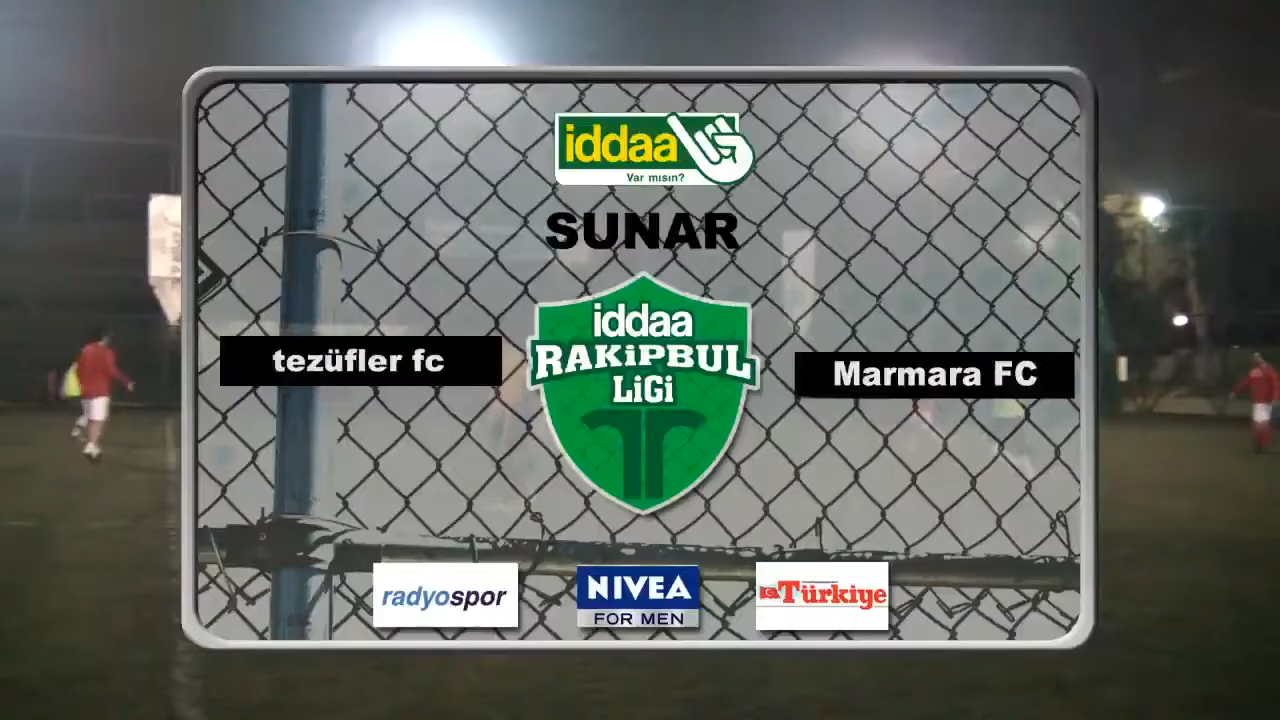 iddaa
Var mısın?
SUNAR
iddaa
RAKiPBUL
LiGi
tezüfler fc
Marmara FC
radyospor
NIVEA
FOR MEN
Türkiye